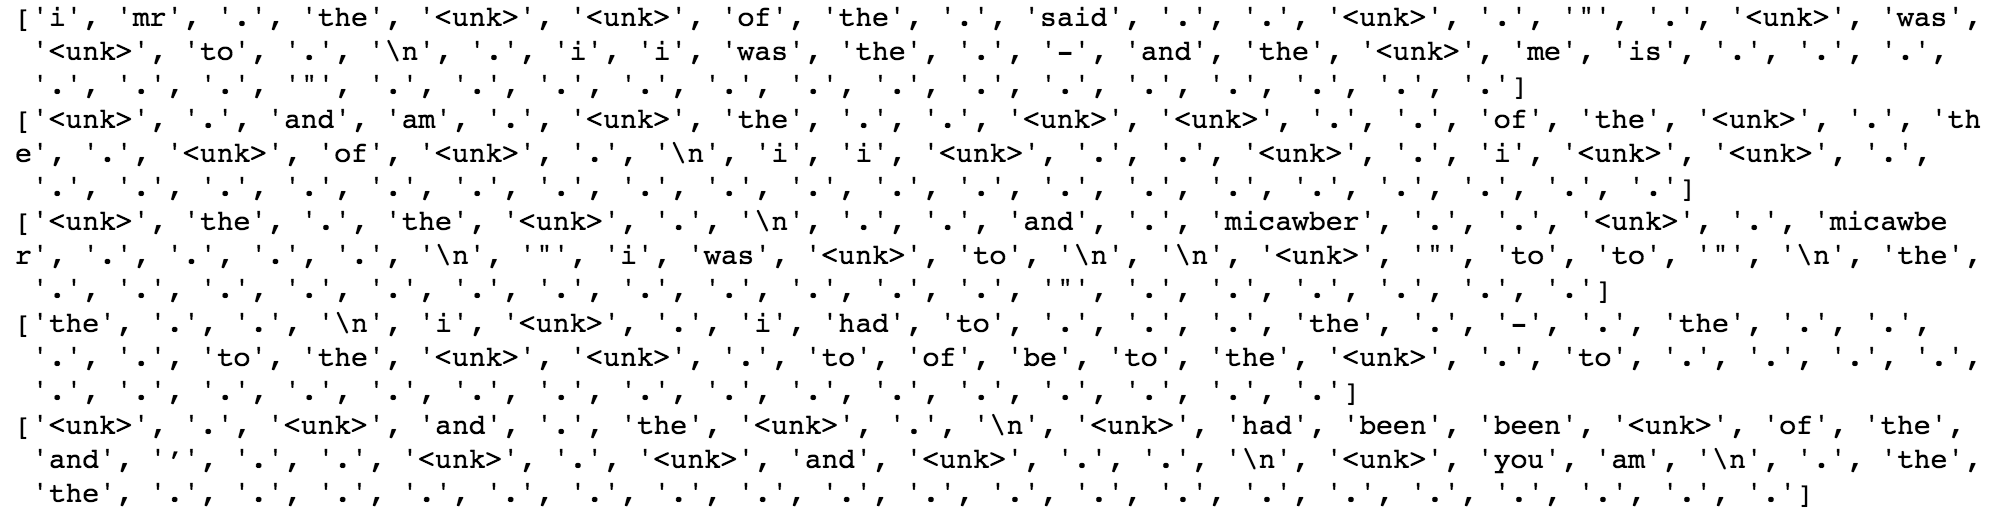 ['i', 'mr', '.', 'the', '<unk>', '<unk>', 'of', 'the', '.', 'said', '.', '.', '<unk>', '.', '"', '.', '<unk>', 'was',
'<unk>', 'to', '.', '\n', '.', 'i', 'i', 'was', 'the', '.', '-', 'and', 'the', '<unk>', 'me', 'is', '.', '.', '.',
'.', '.', '.', '"', '.', '.', '.', '.', '.', '.', '.', '.', '.', '.', '.', '.', '.', '.']
['<unk>', '.', 'and', 'am', '.', '<unk>', 'the', '.', '.', '<unk>', '<unk>', '.', '.', 'of', 'the', '<unk>', '.', 'th
e', '.', '<unk>', 'of', '<unk>', '.', '\n', 'i', 'i', '<unk>', '.', '.', '<unk>', '.', 'i', '<unk>', '<unk>', '.',
'.', '.', '.', '.', '.', '.', '.', '.', '.', '.', '.', '.', '.', '.', '.', '.', '.', '.', '.', '.']
['<unk>', 'the', '.', 'the', '<unk>', '.', '\n', '.', '.', 'and', '.', 'micawber', '.', '.', '<unk>', '.', 'micawbe
r', '.', '.', '.', '.', '\n', '"', 'i', 'was', '<unk>', 'to', '\n', '\n', '<unk>', '"', 'to', 'to', '"', '\n', 'the',
'.', '.', '.', '.', '.', '.', '.', '.', '.', '.', '.', '.', '"', '.', '.', '.', '.', '.', '.']
['the', '.', '.', '\n', 'i', '<unk>', '.', 'i', 'had', 'to', '.', '.', '.', 'the', '.', '-', '.', 'the', '.', '.',
'.', '.', 'to', 'the', '<unk>', '<unk>', '.', 'to', 'of', 'be', 'to', 'the', '<unk>', '.', 'to', '.', '.', '.', '.',
'.', '.', '.', '.', '.', '.', '.', '.', '.', '.', '.', '.', '.', '.', '.', '.']
['<unk>', '.', '<unk>', 'and', '.', 'the', '<unk>', '.', '\n', '<unk>', 'had', 'been', 'been', '<unk>', 'of', 'the',
'and', '’', '.', '.', '<unk>', '.', '<unk>', 'and', '<unk>', '.', '.', '\n', '<unk>', 'you', 'am', '\n', '.', 'the',
'the', '.', '.', '.', '.', '.', '.', '.', '.', '.', '.', '.', '.', '.', '.', '.', '.', '.', '.', '.', '.']